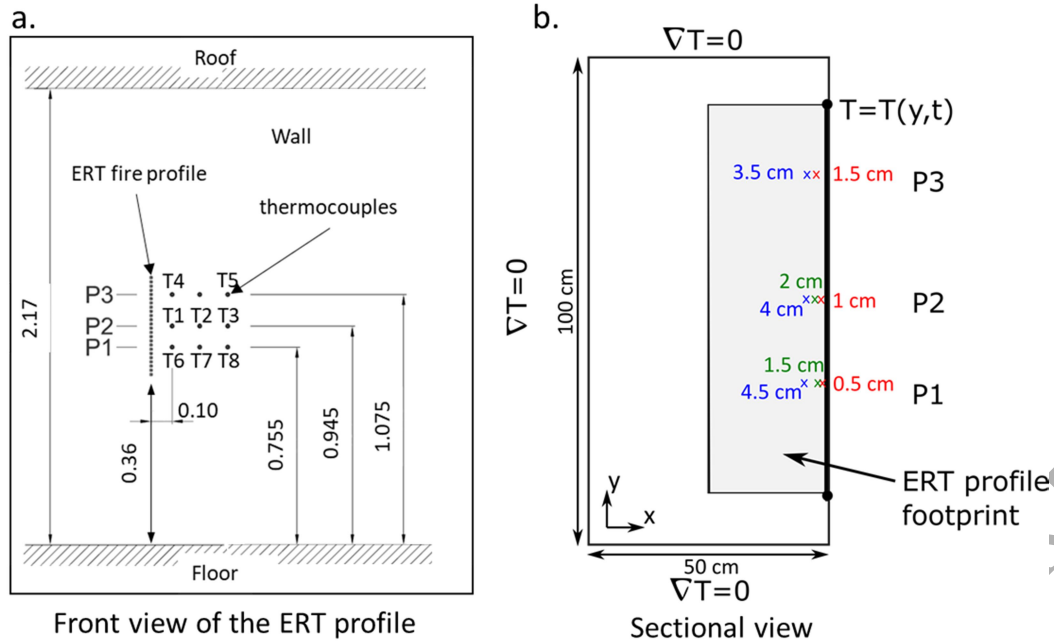 a.
Roof
Wall
ERT fire profile
thermocouples
T4 T5
P3
T1 T2 T3
P2
P1
T6 T7 T8
2.17
0.10
0.36
0.755
0.945
1.075
Floor
Front view of the ERT profile
b.
∇T=0
T=T(y,t)
3.5 cm
1.5 cm
P3
2 cm
4 cm
1 cm
P2
1.5 cm
4.5 cm
0.5 cm
P1
∇T=0
100 cm
ERT profile
footprint
y
x
50 cm
∇T=0
Sectional view